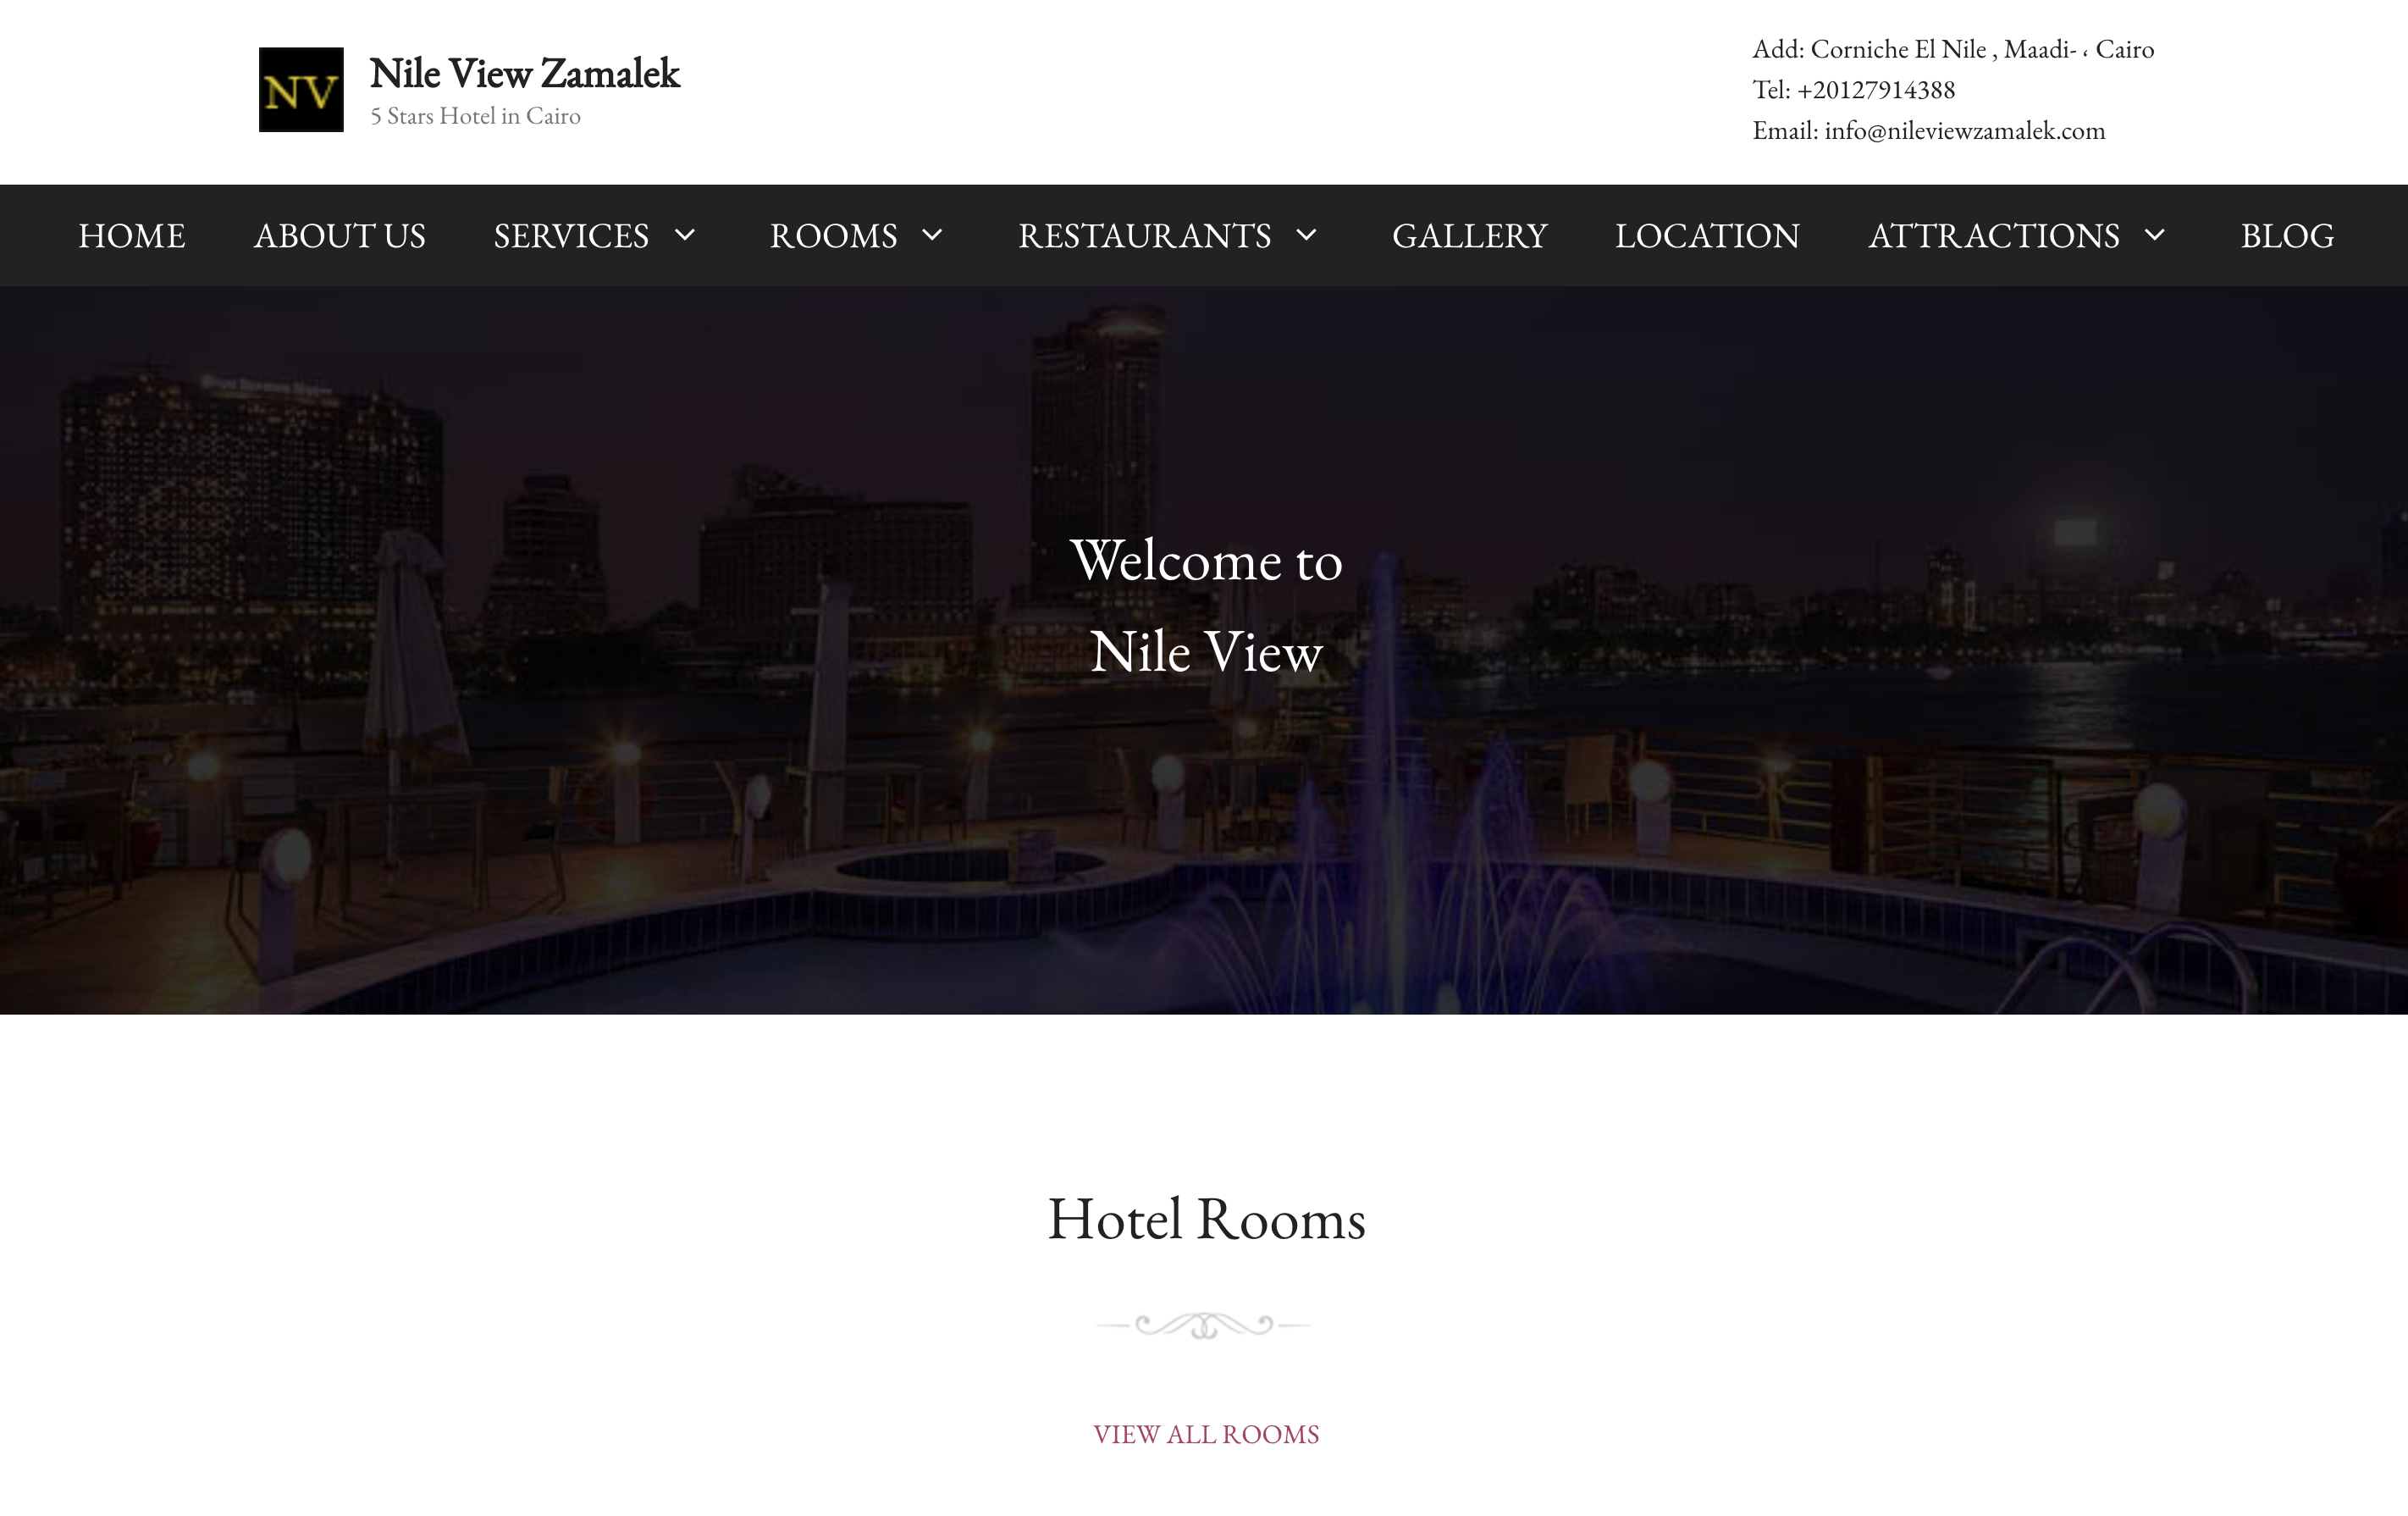 NV
Nile View Zamalek
5 Stars Hotel in Cairo
Add: Corniche El Nile , Maadi- ، Cairo
Tel: +20127914388
Email: info@nileviewzamalek.com
HOME ABOUT US SERVICES ROOMS RESTAURANTS GALLERY LOCATION ATTRACTIONS BLOG
Welcome to
Nile View
Hotel Rooms
VIEW ALL ROOMS